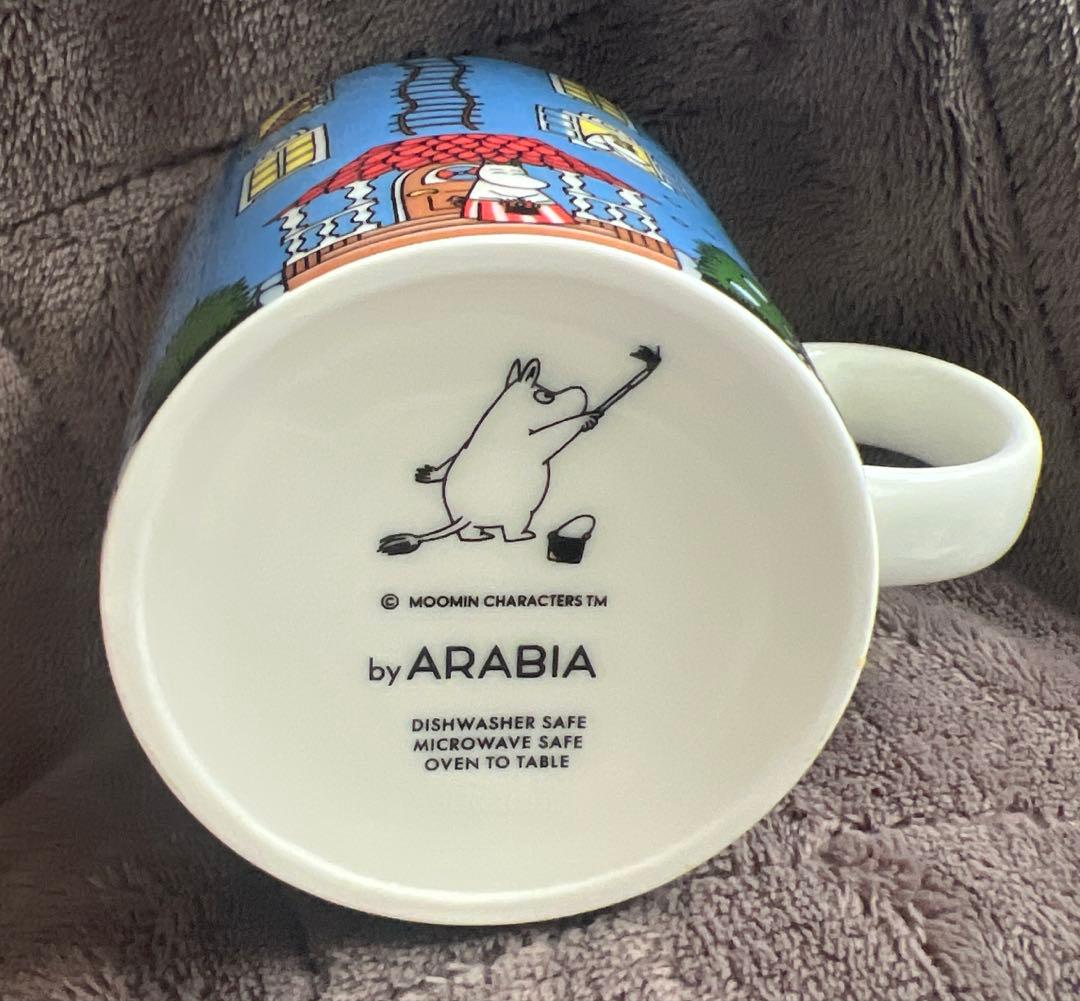 © MOOMIN CHARACTERS TM
by ARABIA
DISHWASHER SAFE
MICROWAVE SAFE
OVEN TO TABLE